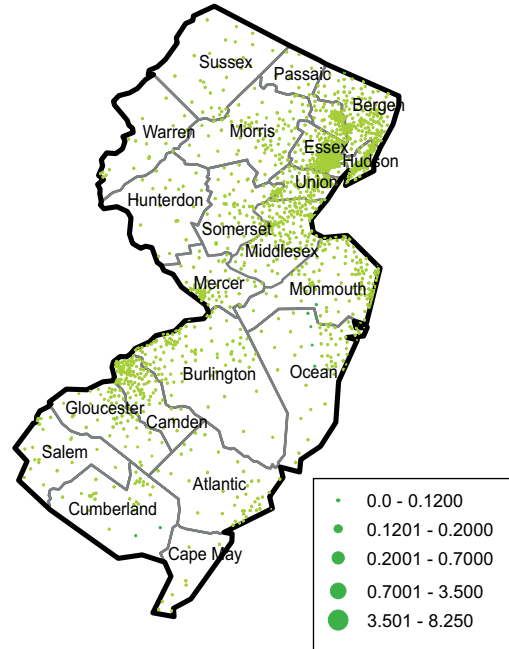 Sussex
Passaic
Bergen
Warren
Morris
Essex
Hudson
Union
Hunterdon
Somerset
Middlesex
Mercer
Monmouth
Ocean
Burlington
Gloucester
Camden
Salem
Atlantic
Cumberland
Cape May
0.0 - 0.1200
0.1201 - 0.2000
0.2001 - 0.7000
0.7001 - 3.500
3.501 - 8.250